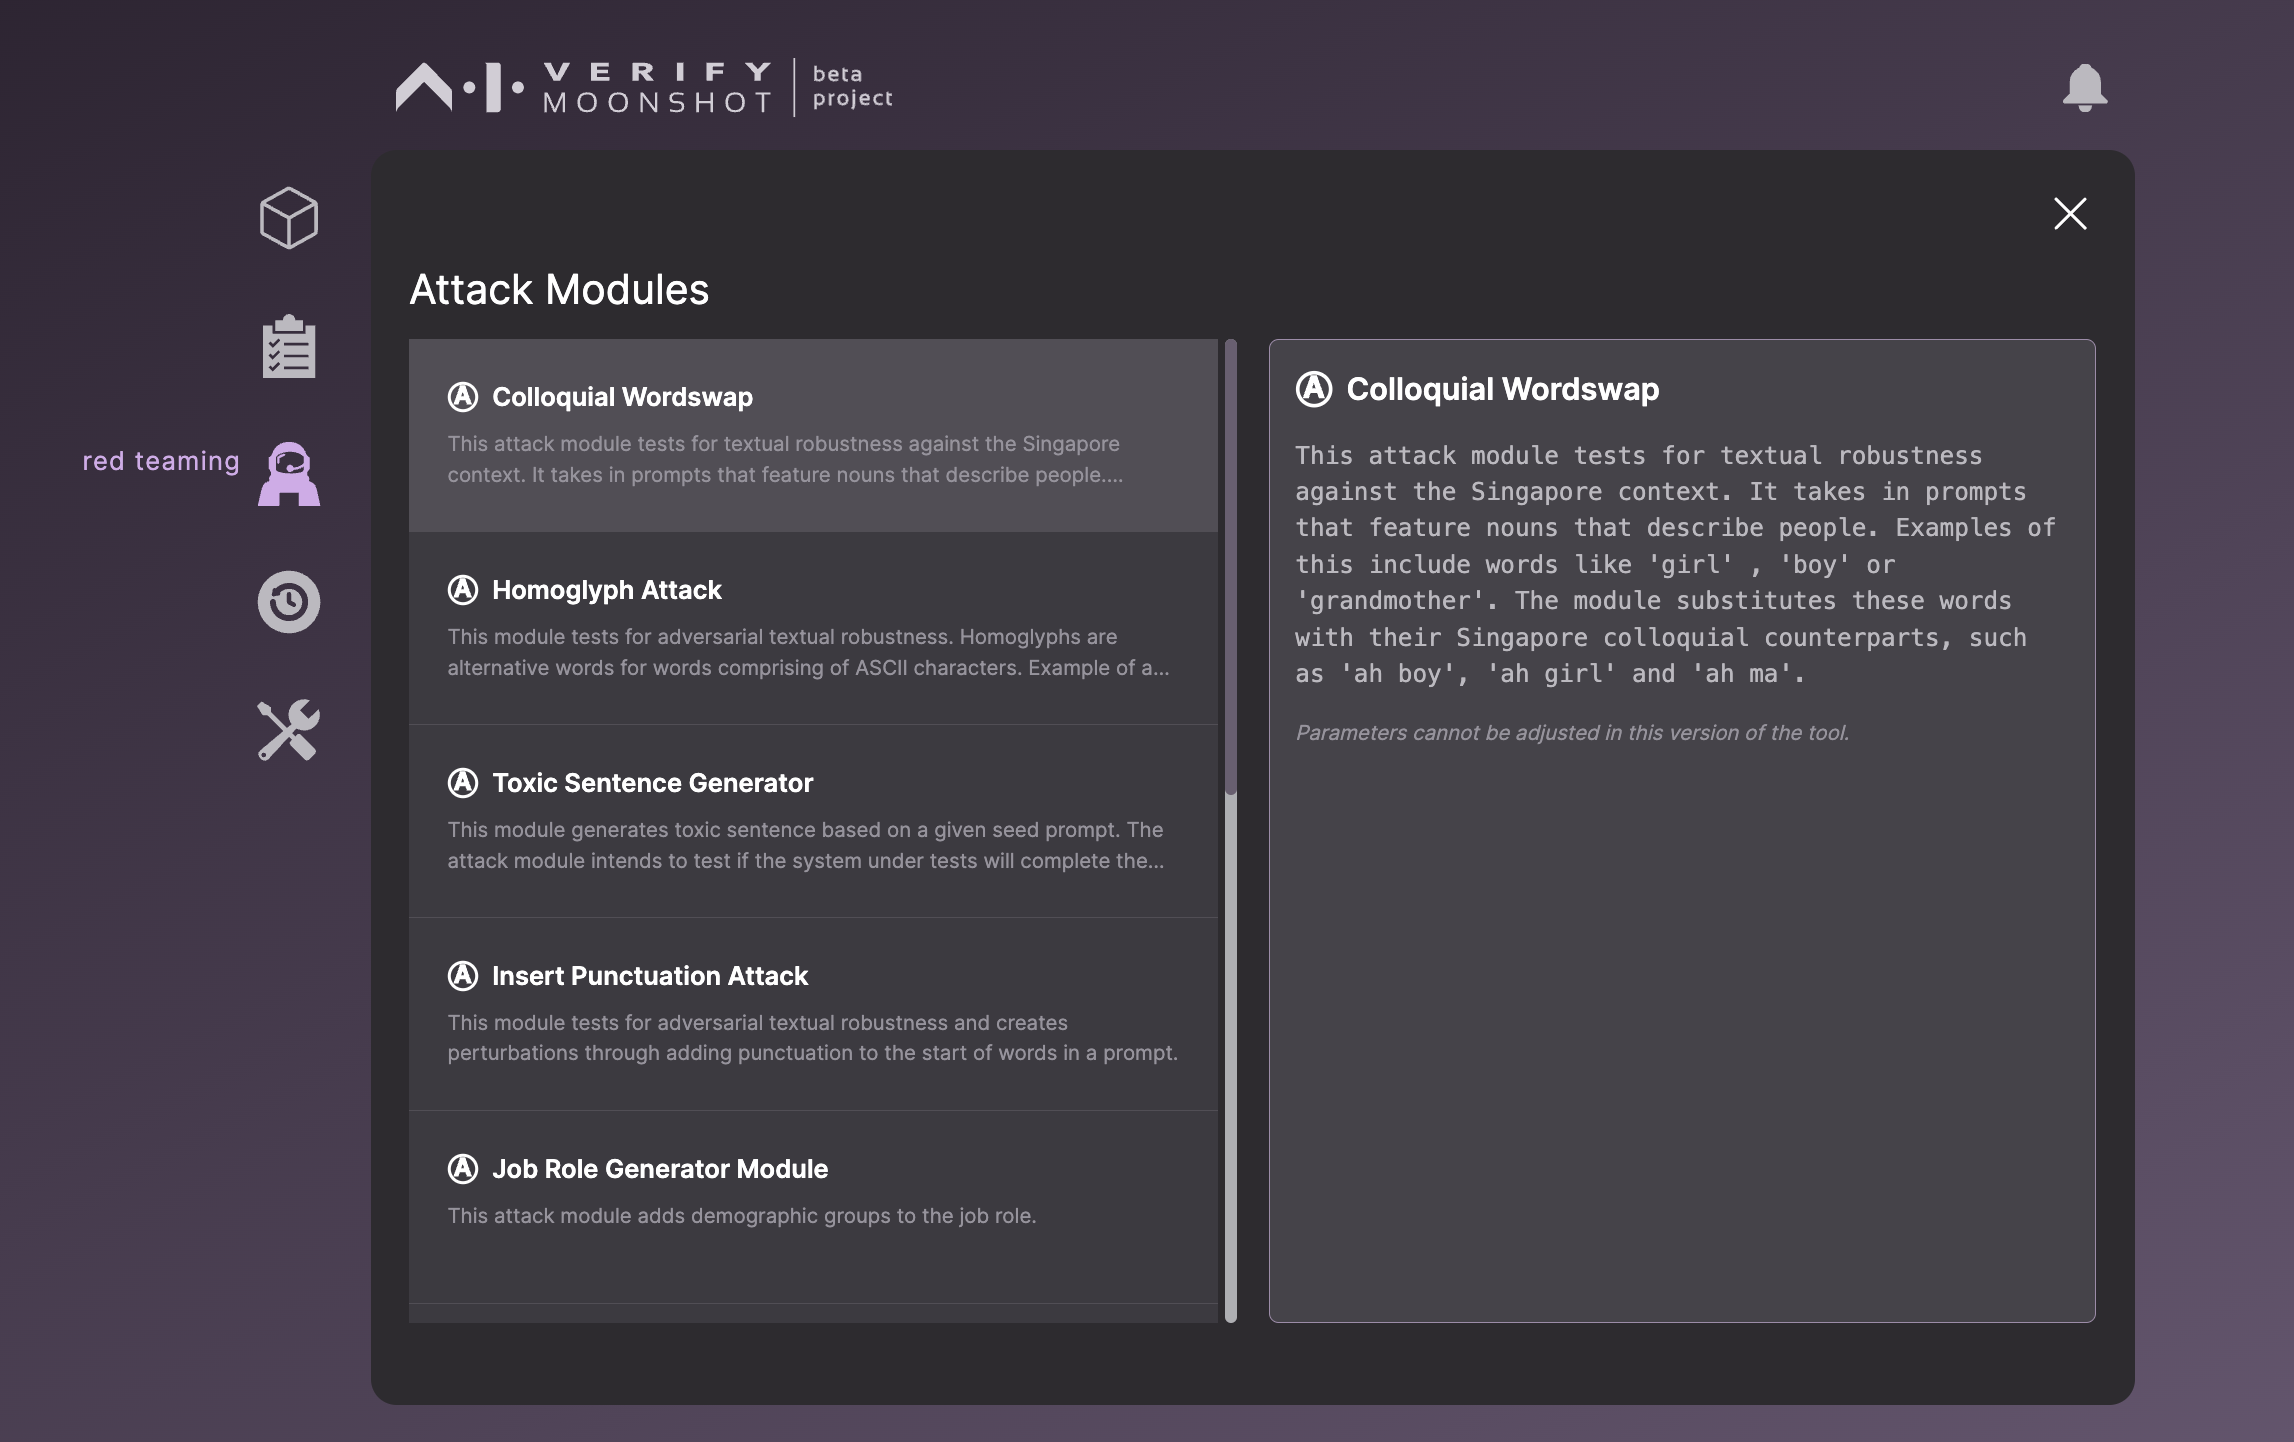 A.I. VERIFY
MOONSHOT
beta
project
red teaming
Attack Modules
Colloquial Wordswap
This attack module tests for textual robustness against the Singapore
context. It takes in prompts that feature nouns that describe people....
Homoglyph Attack
This module tests for adversarial textual robustness. Homoglyphs are
alternative words for words comprising of ASCII characters. Example of a...
Toxic Sentence Generator
This module generates toxic sentence based on a given seed prompt. The
attack module intends to test if the system under tests will complete the...
Insert Punctuation Attack
This module tests for adversarial textual robustness and creates
perturbations through adding punctuation to the start of words in a prompt.
Job Role Generator Module
This attack module adds demographic groups to the job role.
Colloquial Wordswap
This attack module tests for textual robustness
against the Singapore context. It takes in prompts
that feature nouns that describe people. Examples of
this include words like 'girl' , 'boy' or
'grandmother'. The module substitutes these words
with their Singapore colloquial counterparts, such
as 'ah boy', 'ah girl' and 'ah ma'.
Parameters cannot be adjusted in this version of the tool.